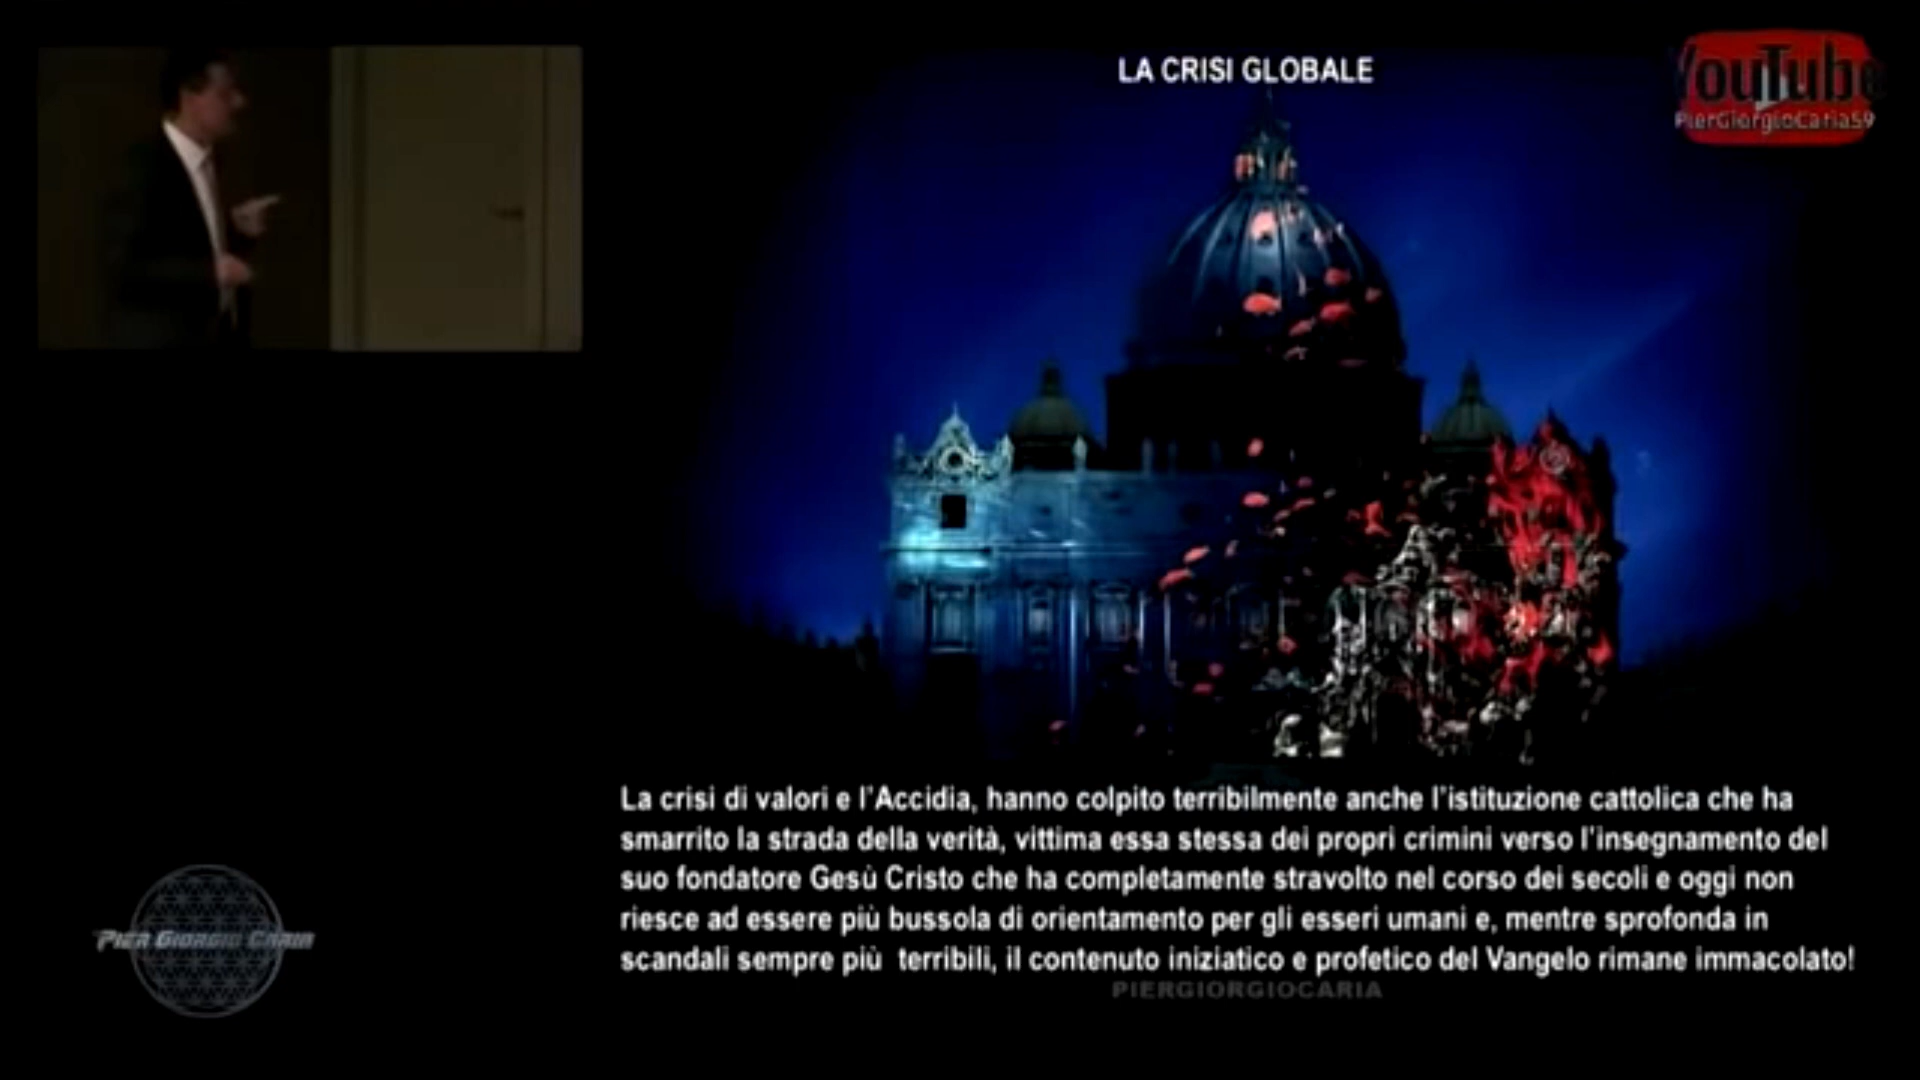 LA CRISI GLOBALE
YouTube
PierGiorgioCaria59
La crisi di valori e l'Accidia, hanno colpito terribilmente anche l'istituzione cattolica che ha
smarrito la strada della verità, vittima essa stessa dei propri crimini verso l'insegnamento del
suo fondatore Gesù Cristo che ha completamente stravolto nel corso dei secoli e oggi non
riesce ad essere più bussola di orientamento per gli esseri umani e, mentre sprofonda in
scandali sempre più  terribili, il contenuto iniziatico e profetico del Vangelo rimane immacolato!
PIER GIORGIO CARIA
PIERGIORGIOCARIA